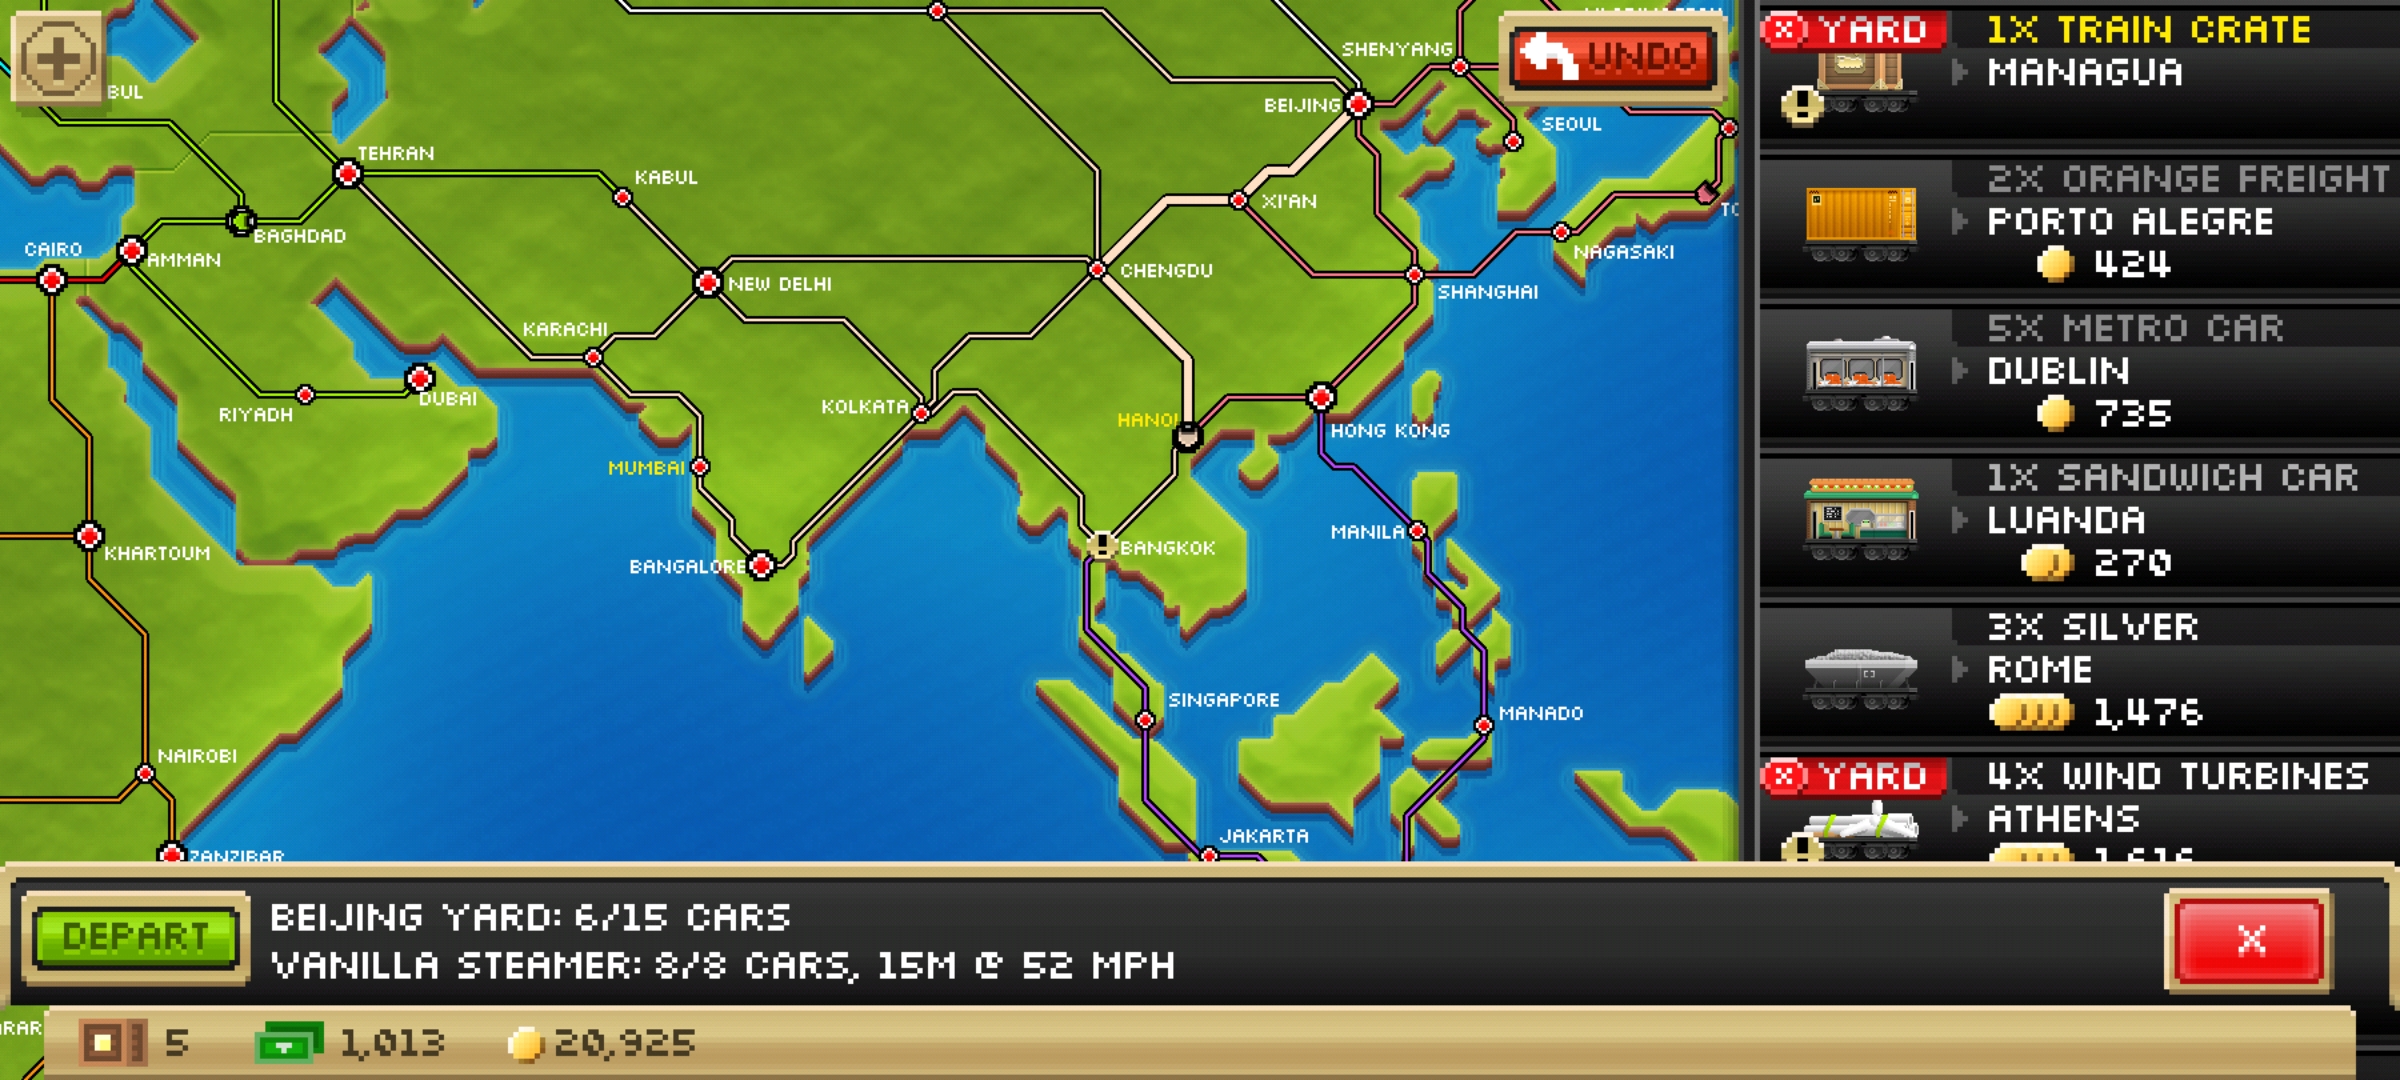 SHENYANG
UNDO
BEIJING
SEOUL
BUL
TEHRAN
KABUL
XI'AN
BAGHDAD
CAIRO
AMMAN
NEW DELHI
CHENGDU
NAGASAKI
SHANGHAI
KARACHI
RIYADH
DUBAI
KOLKATA
HANOI
HONG KONG
MUMBAI
KHARTOUM
BANGALORE
BANGKOK
MANILA
SINGAPORE
MANADO
NAIROBI
JAKARTA
ZANZIBAR
YARD
1X TRAIN CRATE
MANAGUA
2X ORANGE FREIGHT
PORTO ALEGRE
424
5X METRO CAR
DUBLIN
735
1X SANDWICH CAR
LUANDA
270
3X SILVER
ROME
1,476
YARD
4X WIND TURBINES
ATHENS
1,616
DEPART
BEIJING YARD: 6/15 CARS
VANILLA STEAMER: 8/8 CARS, 15M @ 52 MPH
X
5
1,013
20,925